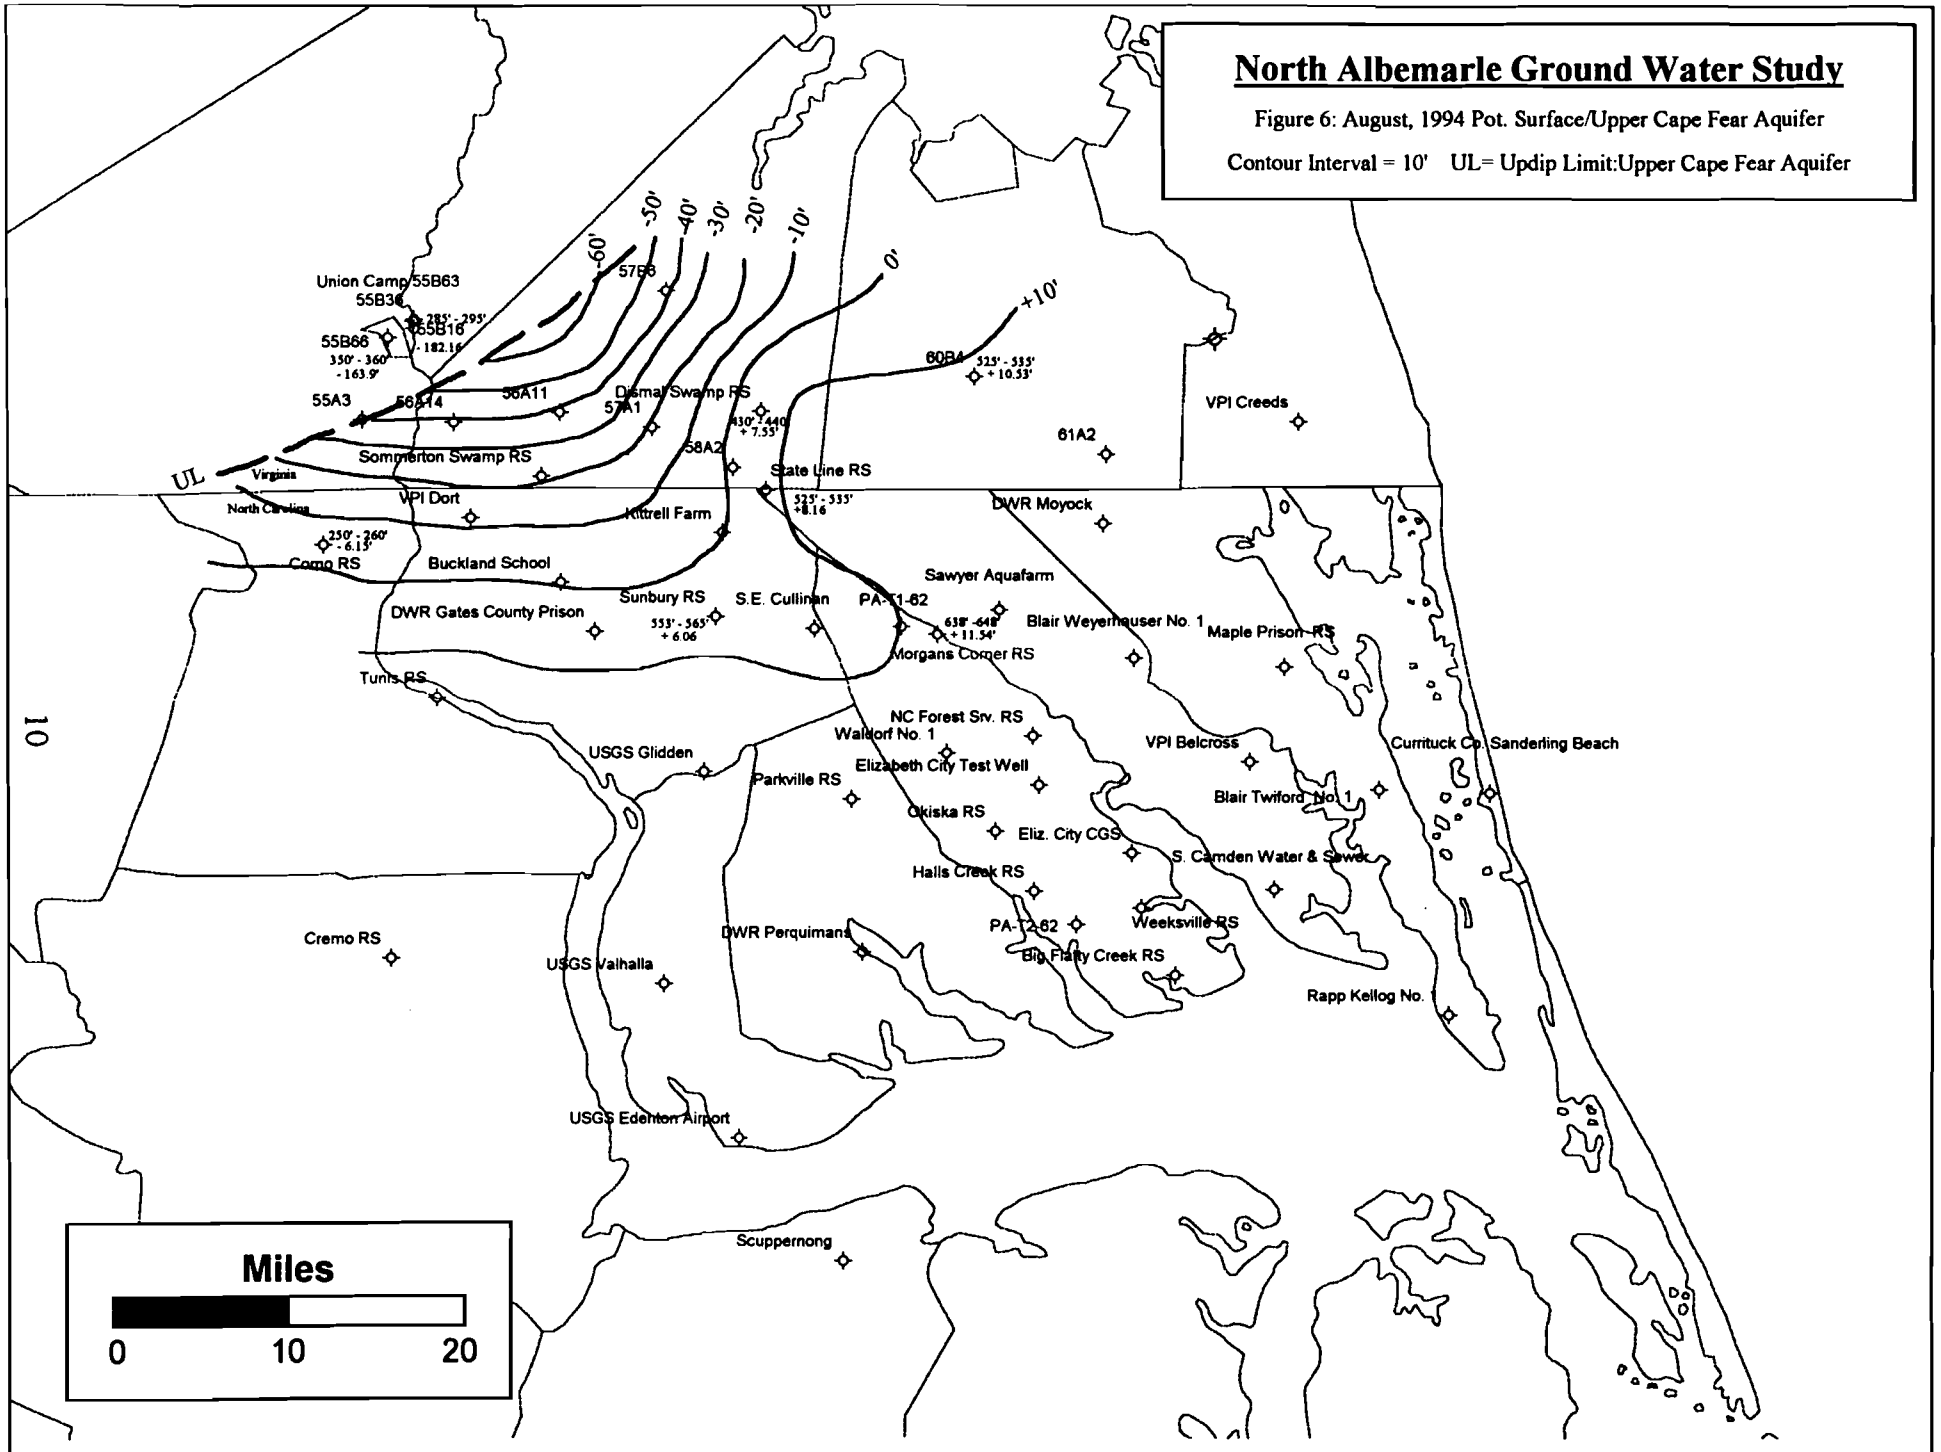 North Albemarle Ground Water Study
Figure 6: August, 1994 Pot. Surface/Upper Cape Fear Aquifer
Contour Interval = 10' UL= Updip Limit:Upper Cape Fear Aquifer
-60'
-50'
-40'
-30'
-20'
-10'
0'
+10'
57B3
Union Camp 55B63
55B36
285' - 295'
55B16
- 182.16
55B66
350' - 360'
- 163.9'
60B4
525' - 535'
+ 10.53'
55A3
56A14
56A11
57A1
Dismal Swamp RS
430' - 440'
+ 7.55'
VPI Creeds
61A2
58A2
Sommerton Swamp RS
State Line RS
525' - 535'
+8.16
UL
Virginia
North Carolina
VPI Dort
Kittrell Farm
DWR Moyock
250' - 260'
- 6.15'
Como RS
Buckland School
Sawyer Aquafarm
DWR Gates County Prison
Sunbury RS
553' - 565'
+ 6.06
S.E. Cullinan
PA-T1-62
638' -648'
+ 11.54'
Morgans Corner RS
Blair Weyerhauser No. 1
Maple Prison RS
Tunis RS
10
NC Forest Srv. RS
Waldorf No. 1
USGS Glidden
VPI Belcross
Currituck Co. Sanderling Beach
Parkville RS
Elizabeth City Test Well
Blair Twiford No. 1
Okiska RS
Eliz. City CGS
S. Camden Water & Sewer
Halls Creek RS
PA-T2-62
Weeksville RS
DWR Perquimans
Cremo RS
USGS Valhalla
Big Flatty Creek RS
Rapp Kellog No. 1
USGS Edenton Airport
Scuppernong
Miles
0 10 20